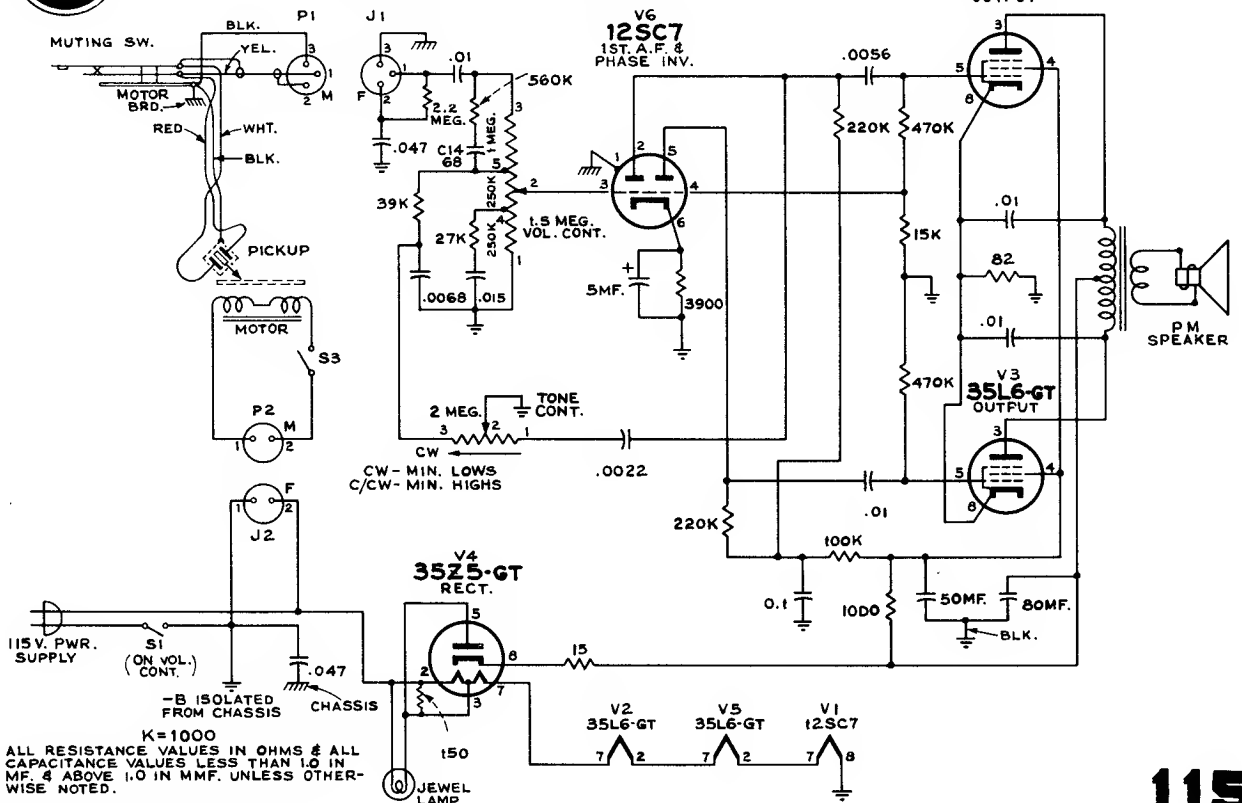 MUTING SW.
BLK.
YEL.
P1
3
1
2
M
MOTOR
BRD.
RED
WHT.
BLK.
PICKUP
MOTOR
S3
P2
M
1
2
F
1
2
J2
J1
3
1
F
2
.01
560K
2.2
MEG.
.047
C14
68
3
1 MEG.
5
250K
2
4
250K
1
1.5 MEG.
VOL. CONT.
39K
27K
.0068
.015
V6
12SC7
1ST. A.F. &
PHASE INV.
1
2
5
3
4
6
5MF.
+
3900
.0056
220K
470K
15K
470K
3
5
4
8
.01
82
.01
PM
SPEAKER
V3
35L6-GT
OUTPUT
3
5
4
8
2 MEG.
TONE
CONT.
3
2
1
CW
CW - MIN. LOWS
C/CW - MIN. HIGHS
.0022
.01
220K
100K
0.1
1000
50MF.
80MF.
BLK.
V4
35Z5-GT
RECT.
5
8
2
3
7
15
150
JEWEL
LAMP
115 V. PWR.
SUPPLY
S1
(ON VOL.
CONT.)
.047
-B ISOLATED
FROM CHASSIS
CHASSIS
V2
35L6-GT
7
2
V5
35L6-GT
7
2
V1
12SC7
7
8
K=1000
ALL RESISTANCE VALUES IN OHMS & ALL
CAPACITANCE VALUES LESS THAN 1.0 IN
MF. & ABOVE 1.0 IN MMF. UNLESS OTHER-
WISE NOTED.
115